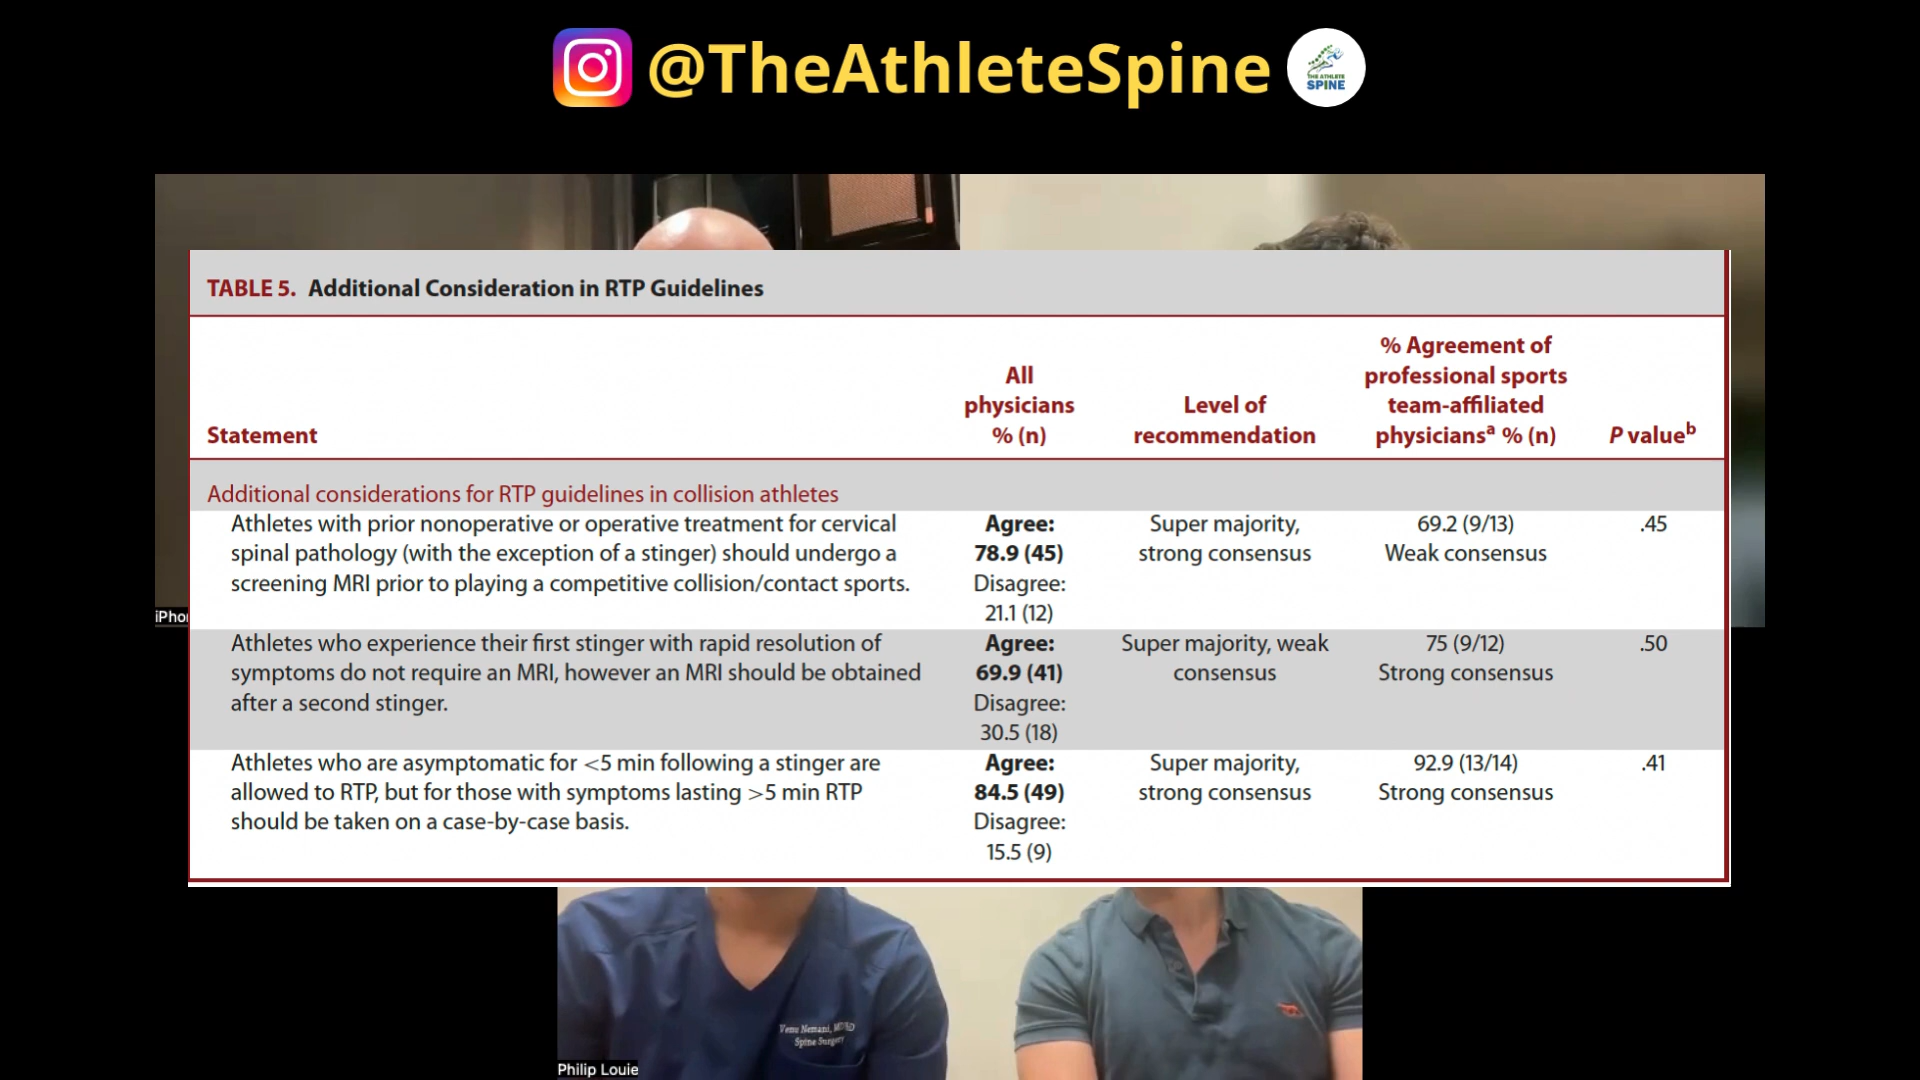 @TheAthleteSpine
THE ATHLETE
SPINE
TABLE 5. Additional Consideration in RTP Guidelines
Statement
All
physicians
% (n)
Level of
recommendation
% Agreement of
professional sports
team-affiliated
physiciansᵃ % (n)
P valueᵇ
Additional considerations for RTP guidelines in collision athletes
Athletes with prior nonoperative or operative treatment for cervical
spinal pathology (with the exception of a stinger) should undergo a
screening MRI prior to playing a competitive collision/contact sports.
Agree:
78.9 (45)
Disagree:
21.1 (12)
Super majority,
strong consensus
69.2 (9/13)
Weak consensus
.45
Athletes who experience their first stinger with rapid resolution of
symptoms do not require an MRI, however an MRI should be obtained
after a second stinger.
Agree:
69.9 (41)
Disagree:
30.5 (18)
Super majority, weak
consensus
75 (9/12)
Strong consensus
.50
Athletes who are asymptomatic for <5 min following a stinger are
allowed to RTP, but for those with symptoms lasting >5 min RTP
should be taken on a case-by-case basis.
Agree:
84.5 (49)
Disagree:
15.5 (9)
Super majority,
strong consensus
92.9 (13/14)
Strong consensus
.41
iPho
Venu Nemani, MD PhD
Spine Surgery
Philip Louie